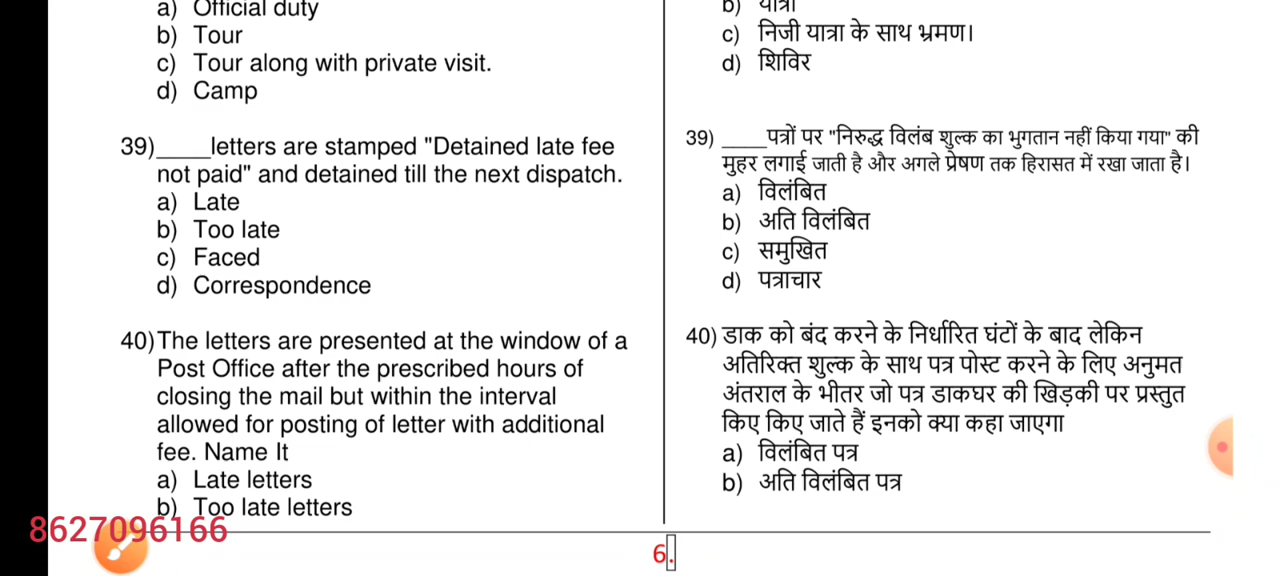 a) Official duty
b) Tour
c) Tour along with private visit.
d) Camp
39)____letters are stamped "Detained late fee
not paid" and detained till the next dispatch.
a) Late
b) Too late
c) Faced
d) Correspondence
40)The letters are presented at the window of a
Post Office after the prescribed hours of
closing the mail but within the interval
allowed for posting of letter with additional
fee. Name It
a) Late letters
b) Too late letters
b) यात्रा
c) निजी यात्रा के साथ भ्रमण।
d) शिविर
39) ____पत्रों पर "निरुद्ध विलंब शुल्क का भुगतान नहीं किया गया" की
मुहर लगाई जाती है और अगले प्रेषण तक हिरासत में रखा जाता है।
a) विलंबित
b) अति विलंबित
c) समुखित
d) पत्राचार
40) डाक को बंद करने के निर्धारित घंटों के बाद लेकिन
अतिरिक्त शुल्क के साथ पत्र पोस्ट करने के लिए अनुमत
अंतराल के भीतर जो पत्र डाकघर की खिड़की पर प्रस्तुत
किए किए जाते हैं इनको क्या कहा जाएगा
a) विलंबित पत्र
b) अति विलंबित पत्र
8627096166
6.